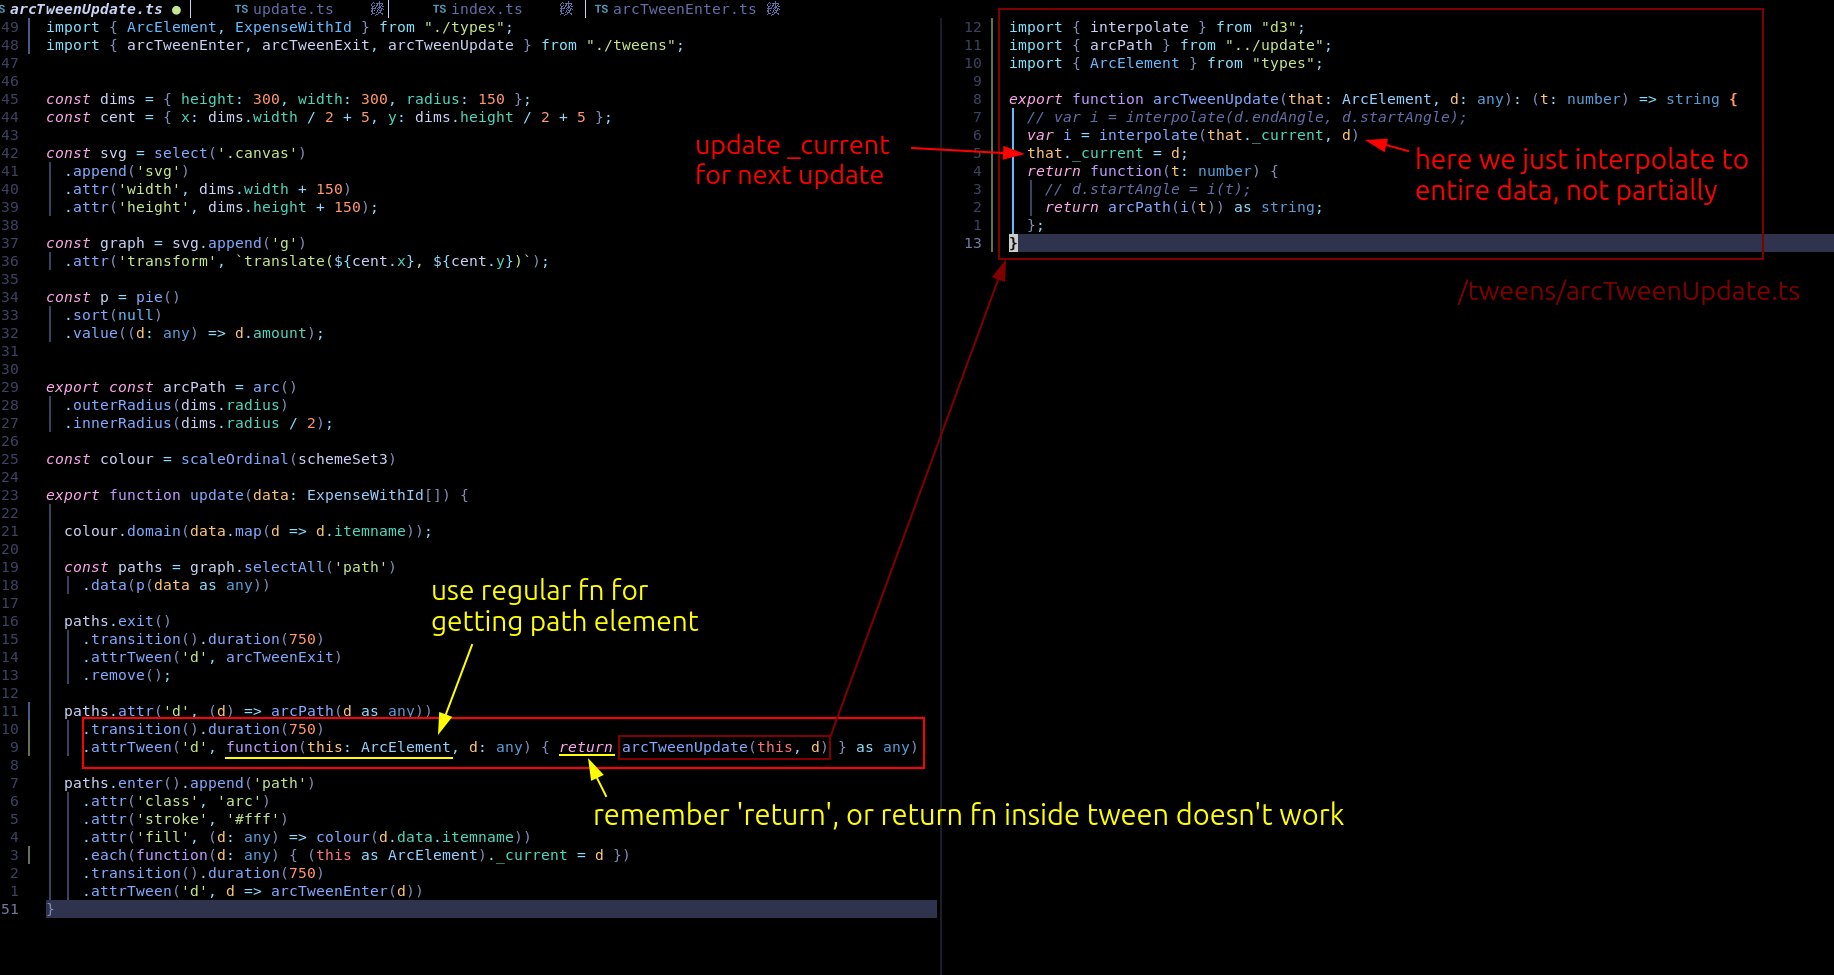 TS arcTweenUpdate.ts ● TS update.ts TS index.ts TS arcTweenEnter.ts
49 import { ArcElement, ExpenseWithId } from "./types";
48 import { arcTweenEnter, arcTweenExit, arcTweenUpdate } from "./tweens";
47
46
45 const dims = { height: 300, width: 300, radius: 150 };
44 const cent = { x: dims.width / 2 + 5, y: dims.height / 2 + 5 };
43
42 const svg = select('.canvas')
41 .append('svg')
40 .attr('width', dims.width + 150)
39 .attr('height', dims.height + 150);
38
37 const graph = svg.append('g')
36 .attr('transform', `translate(${cent.x}, ${cent.y})`);
35
34 const p = pie()
33 .sort(null)
32 .value((d: any) => d.amount);
31
30
29 export const arcPath = arc()
28 .outerRadius(dims.radius)
27 .innerRadius(dims.radius / 2);
26
25 const colour = scaleOrdinal(schemeSet3)
24
23 export function update(data: ExpenseWithId[]) {
22
21 colour.domain(data.map(d => d.itemname));
20
19 const paths = graph.selectAll('path')
18 .data(p(data as any))
17
16 paths.exit()
15 .transition().duration(750)
14 .attrTween('d', arcTweenExit)
13 .remove();
12
11 paths.attr('d', (d) => arcPath(d as any))
10 .transition().duration(750)
9 .attrTween('d', function(this: ArcElement, d: any) { return arcTweenUpdate(this, d) } as any)
8
7 paths.enter().append('path')
6 .attr('class', 'arc')
5 .attr('stroke', '#fff')
4 .attr('fill', (d: any) => colour(d.data.itemname))
3 .each(function(d: any) { (this as ArcElement)._current = d })
2 .transition().duration(750)
1 .attrTween('d', d => arcTweenEnter(d))
51 }
use regular fn for
getting path element
remember 'return', or return fn inside tween doesn't work
12 import { interpolate } from "d3";
11 import { arcPath } from "../update";
10 import { ArcElement } from "types";
9
8 export function arcTweenUpdate(that: ArcElement, d: any): (t: number) => string {
7 // var i = interpolate(d.endAngle, d.startAngle);
6 var i = interpolate(that._current, d)
5 that._current = d;
4 return function(t: number) {
3 // d.startAngle = i(t);
2 return arcPath(i(t)) as string;
1 };
13 }
update _current
for next update
here we just interpolate to
entire data, not partially
/tweens/arcTweenUpdate.ts